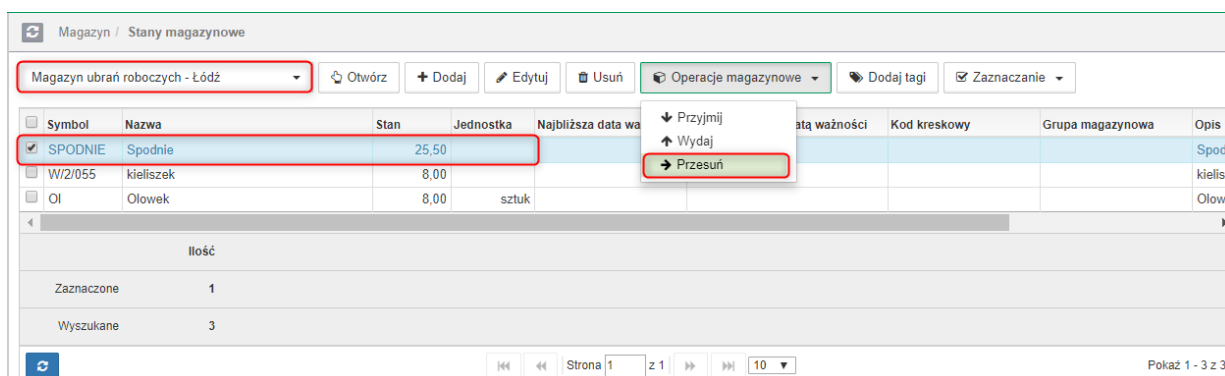 Magazyn / Stany magazynowe
Magazyn ubrań roboczych - Łódź Otwórz Dodaj Edytuj Usuń Operacje magazynowe Dodaj tagi Zaznaczanie
Przyjmij
Symbol Nazwa Stan Jednostka Najbliższa data wa atą ważności Kod kreskowy Grupa magazynowa Opis
Wydaj
SPODNIE Spodnie 25,50 Spod
Przesuń
W/2/055 kieliszek 8,00 kielis
Ol Olowek 8,00 sztuk Olow
Ilość
Zaznaczone 1
Wyszukane 3
Strona 1 z 1 10 Pokaż 1 - 3 z 3